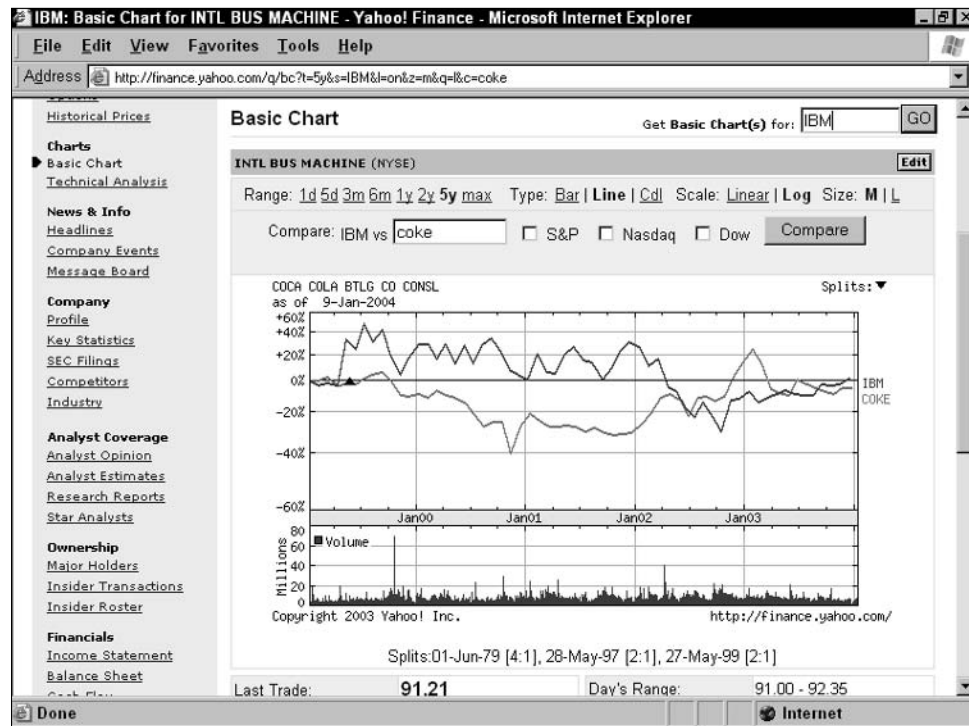 IBM: Basic Chart for INTL BUS MACHINE - Yahoo! Finance - Microsoft Internet Explorer
File Edit View Favorites Tools Help
Address http://finance.yahoo.com/q/bc?t=5y&s=IBM&l=on&z=m&q=l&c=coke
Options
Historical Prices
Charts
Basic Chart
Technical Analysis
News & Info
Headlines
Company Events
Message Board
Company
Profile
Key Statistics
SEC Filings
Competitors
Industry
Analyst Coverage
Analyst Opinion
Analyst Estimates
Research Reports
Star Analysts
Ownership
Major Holders
Insider Transactions
Insider Roster
Financials
Income Statement
Balance Sheet
Cash Flow
Basic Chart
Get Basic Chart(s) for: IBM GO
INTL BUS MACHINE (NYSE) Edit
Range: 1d 5d 3m 6m 1y 2y 5y max Type: Bar | Line | Cdl Scale: Linear | Log Size: M | L
Compare: IBM vs coke S&P Nasdaq Dow Compare
COCA COLA BTLG CO CONSL Splits:▼
as of 9-Jan-2004
+60%
+40%
+20%
0%
-20%
-40%
-60%
IBM
COKE
Jan00 Jan01 Jan02 Jan03
80
60
40
20
0
Millions
Volume
Copyright 2003 Yahoo! Inc. http://finance.yahoo.com/
Splits:01-Jun-79 [4:1], 28-May-97 [2:1], 27-May-99 [2:1]
Last Trade: 91.21 Day's Range: 91.00 - 92.35
Done Internet